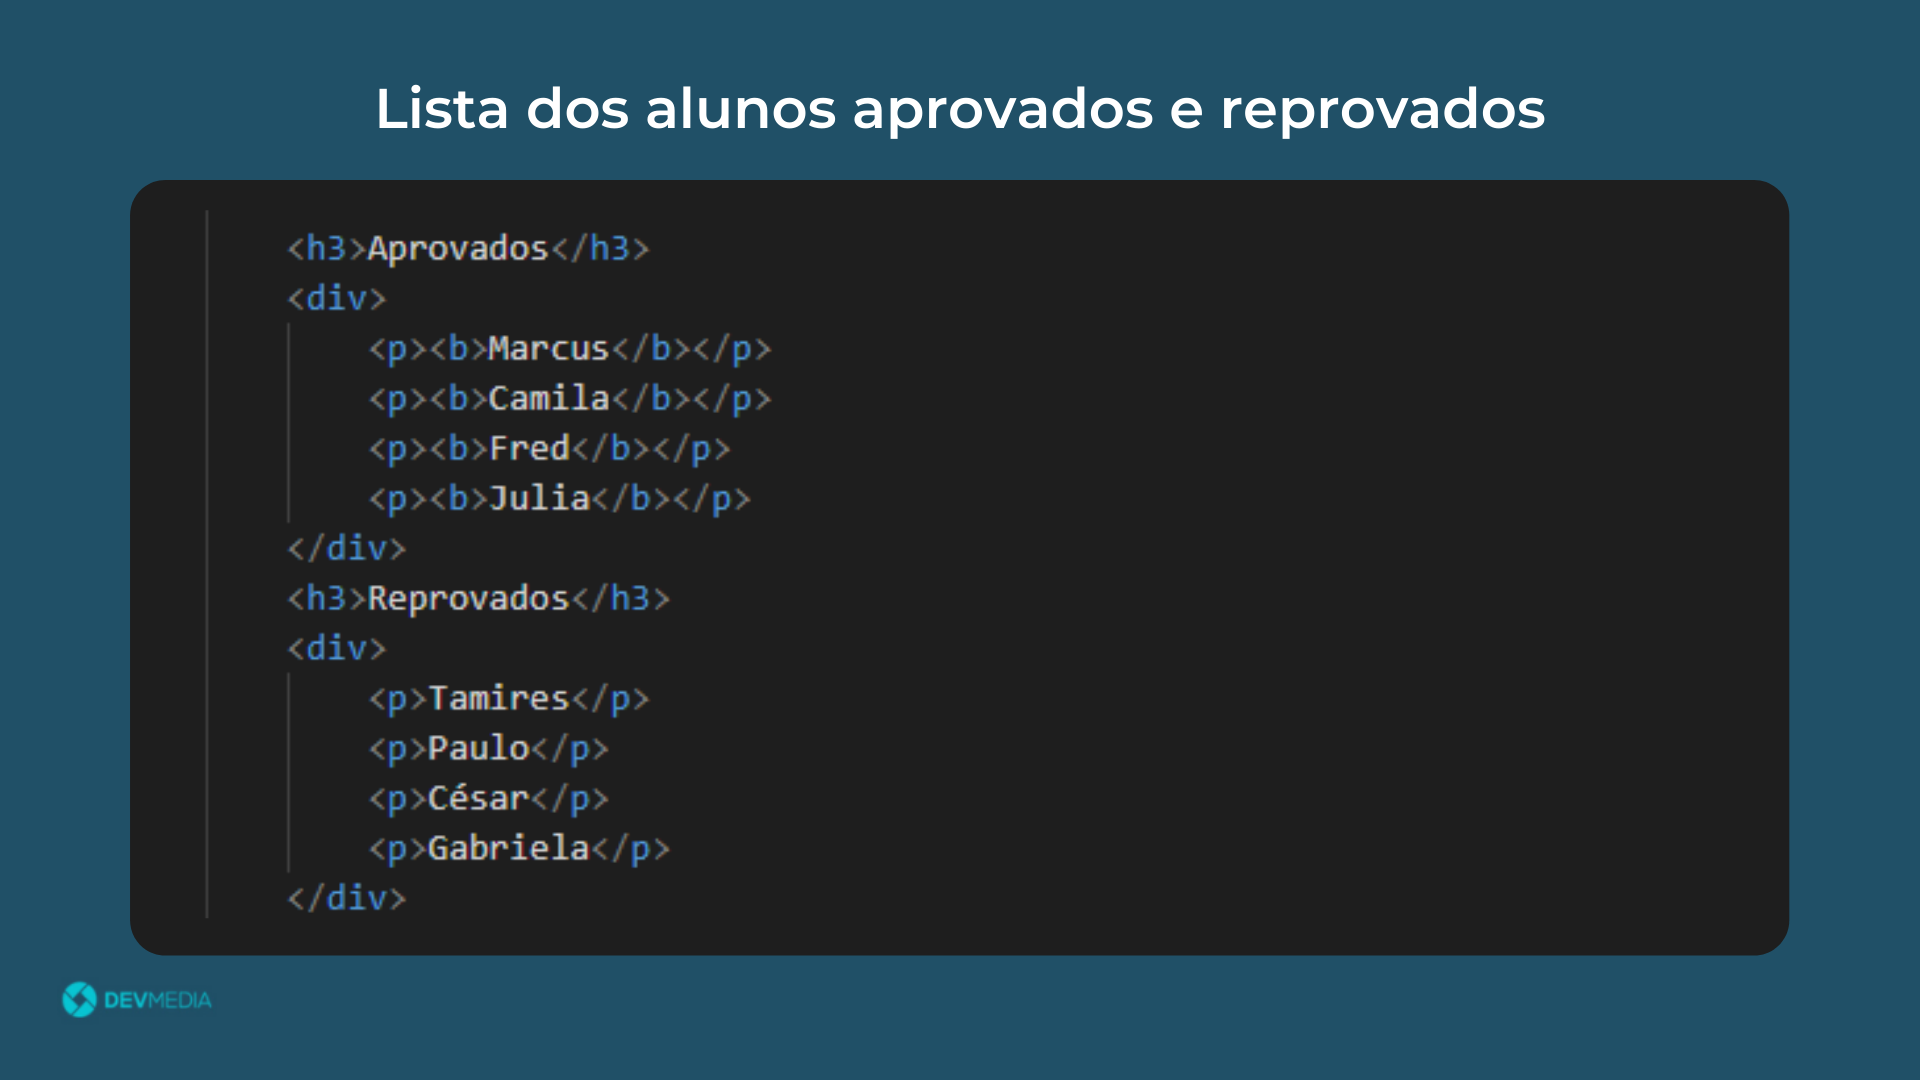 Lista dos alunos aprovados e reprovados
<h3>Aprovados</h3>
<div>
<p><b>Marcus</b></p>
<p><b>Camila</b></p>
<p><b>Fred</b></p>
<p><b>Julia</b></p>
</div>
<h3>Reprovados</h3>
<div>
<p>Tamires</p>
<p>Paulo</p>
<p>César</p>
<p>Gabriela</p>
</div>
DEVMEDIA